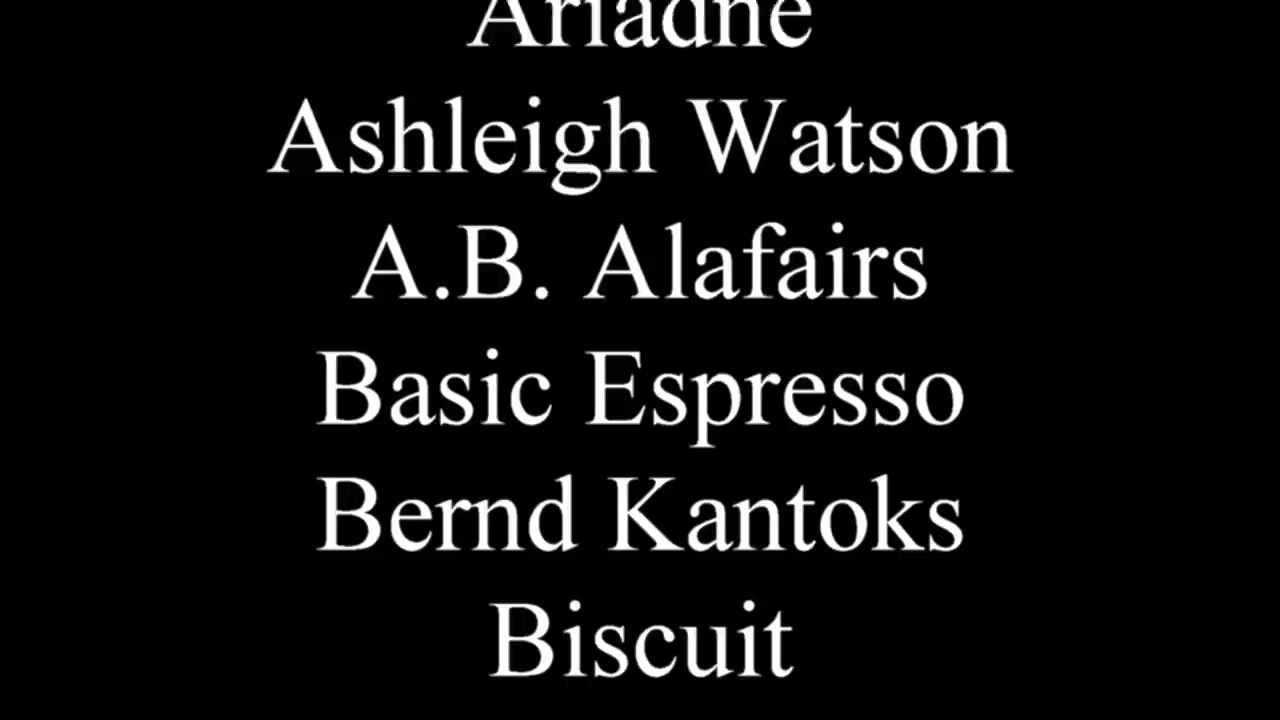 Ariadne
Ashleigh Watson
A.B. Alafairs
Basic Espresso
Bernd Kantoks
Biscuit